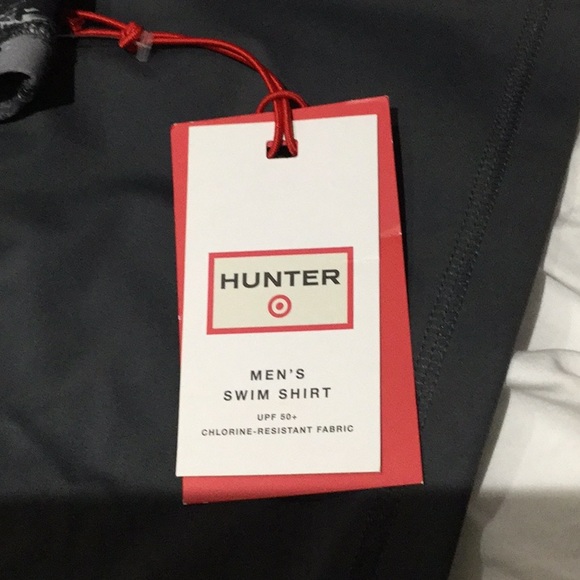 HUNTER
MEN'S
SWIM SHIRT
UPF 50+
CHLORINE-RESISTANT FABRIC